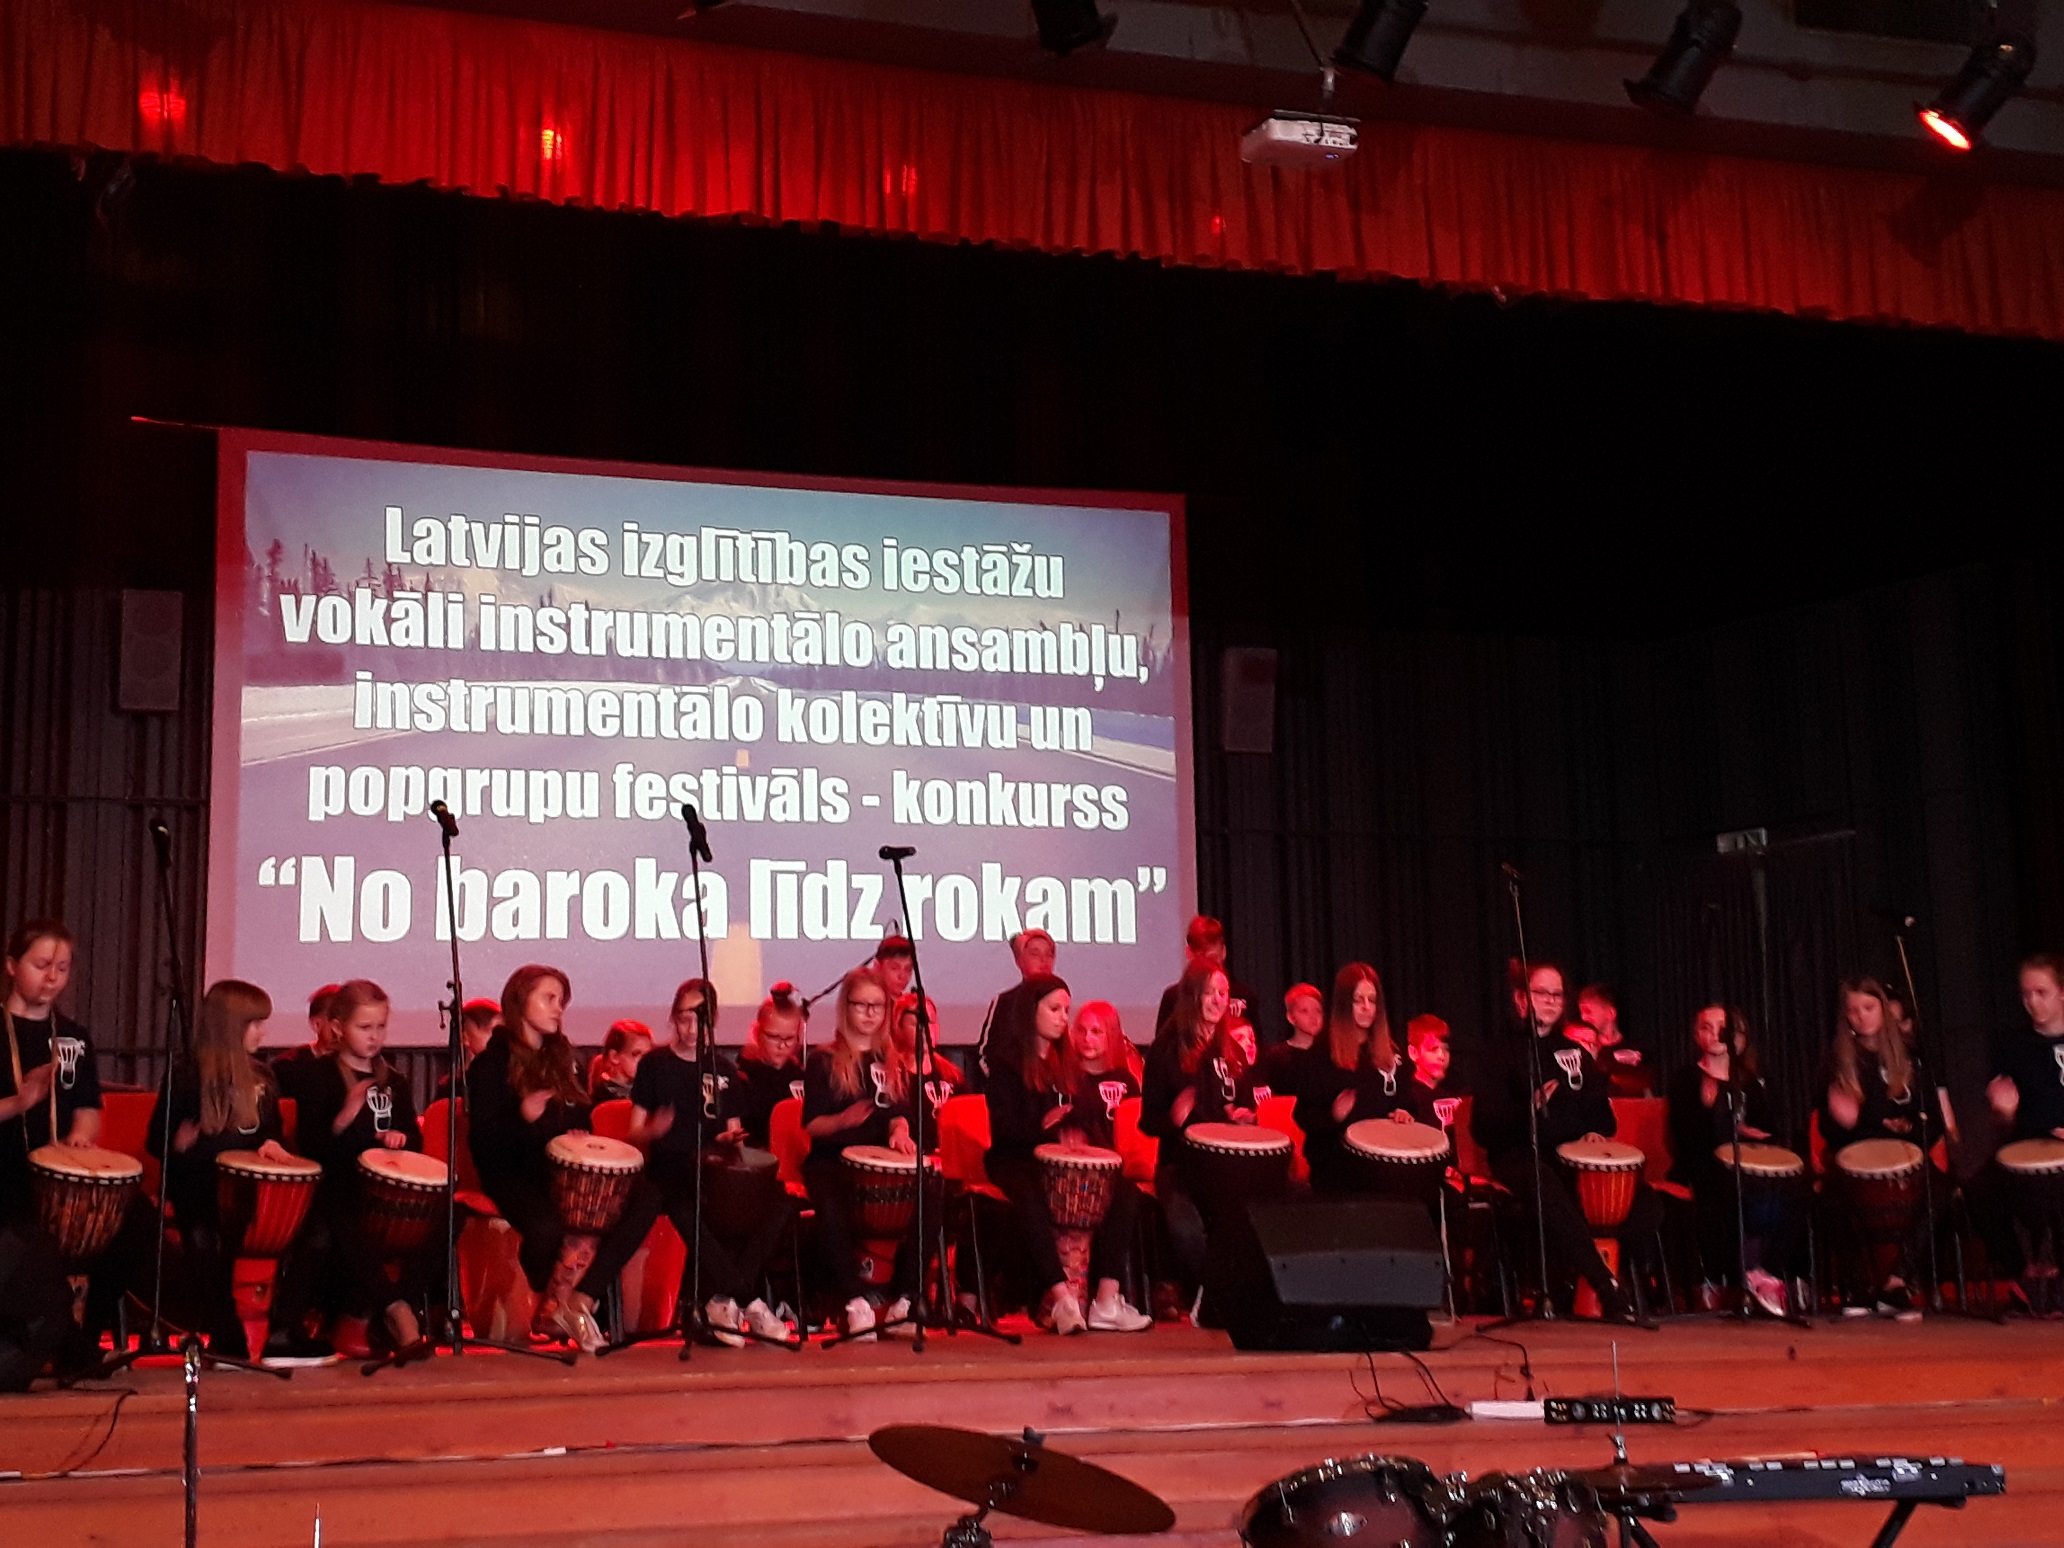 Latvijas izglītības iestāžu
vokāli instrumentālo ansambļu,
instrumentālo kolektīvu un
popgrupu festivāls - konkurss
“No baroka līdz rokam”